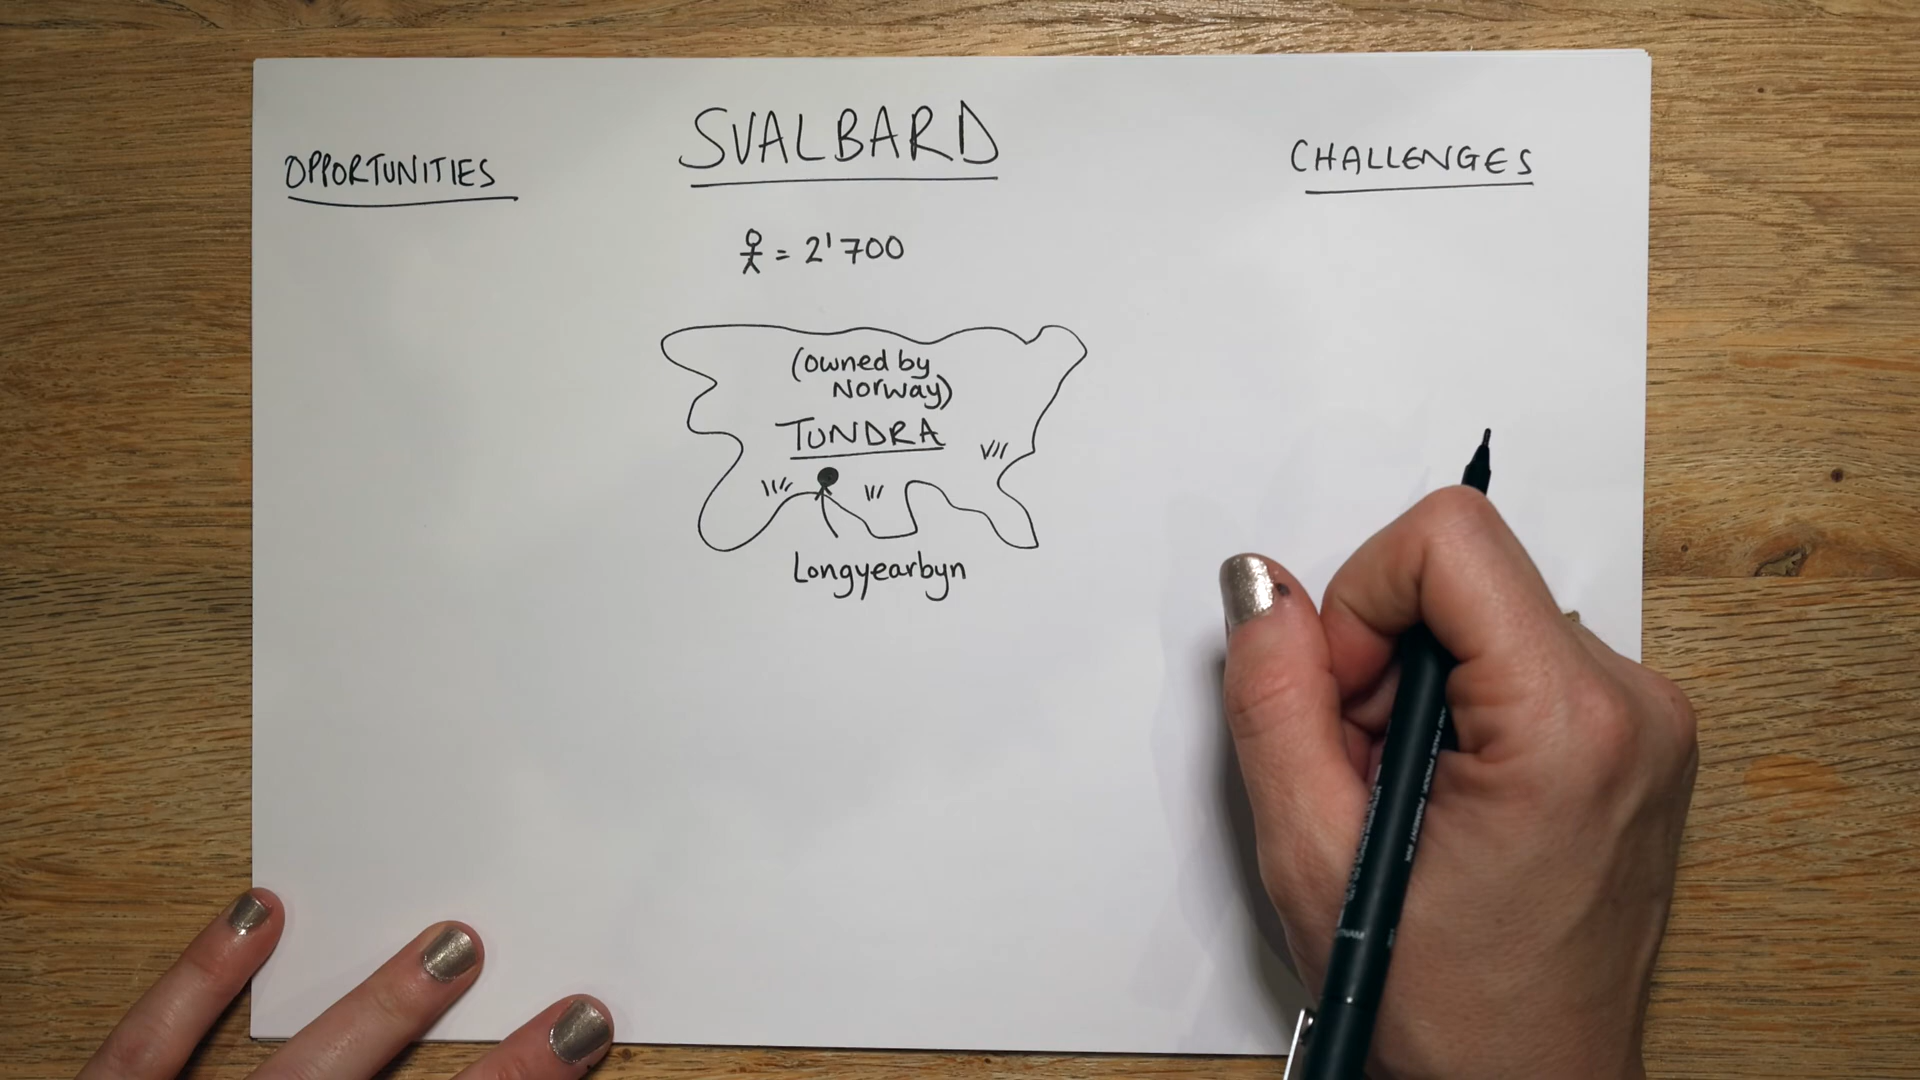 SVALBARD
OPPORTUNITIES
CHALLENGES
= 2'700
(owned by
Norway)
TUNDRA
Longyearbyn